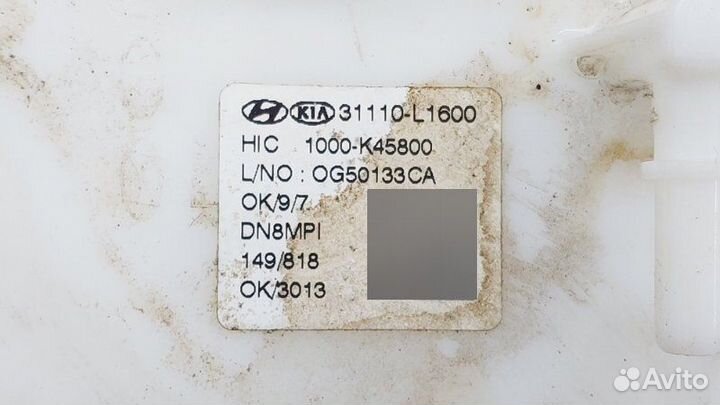 KIA 31110-L1600
HIC 1000-K45800
L/NO : OG50133CA
OK/9/7
DN8MPI
149/818
OK/3013
Avito